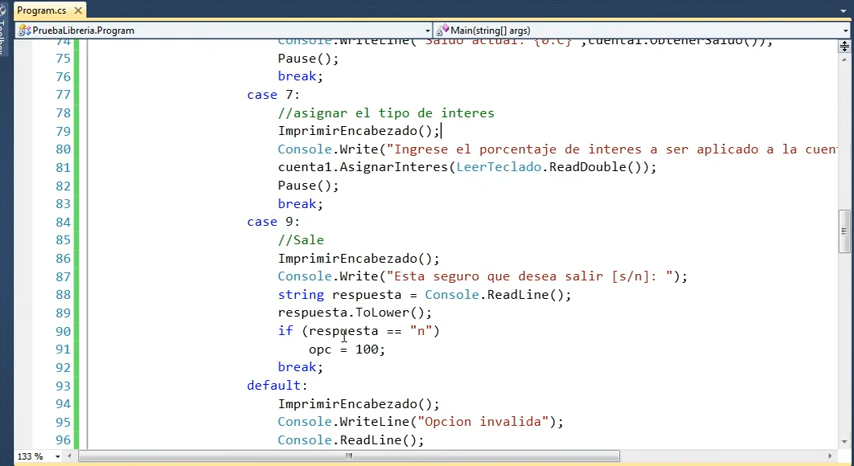 Program.cs
PruebaLibreria.Program Main(string[] args)
74 Console.WriteLine("Saldo actual: {0:C}",cuenta1.ObtenerSaldo());
75 Pause();
76 break;
77 case 7:
78 //asignar el tipo de interes
79 ImprimirEncabezado();
80 Console.Write("Ingrese el porcentaje de interes a ser aplicado a la cuen
81 cuenta1.AsignarInteres(LeerTeclado.ReadDouble());
82 Pause();
83 break;
84 case 9:
85 //Sale
86 ImprimirEncabezado();
87 Console.Write("Esta seguro que desea salir [s/n]: ");
88 string respuesta = Console.ReadLine();
89 respuesta.ToLower();
90 if (respuesta == "n")
91 opc = 100;
92 break;
93 default:
94 ImprimirEncabezado();
95 Console.WriteLine("Opcion invalida");
96 Console.ReadLine();
133 %